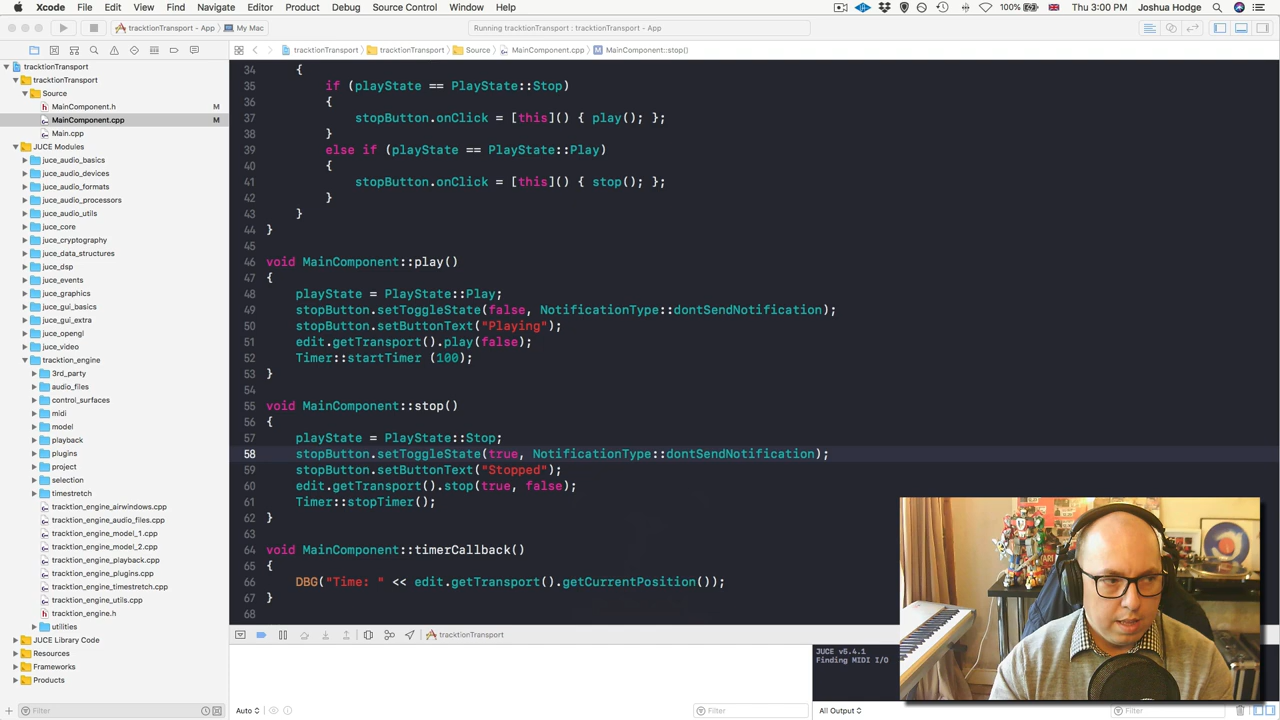 Xcode File Edit View Find Navigate Editor Product Debug Source Control Window Help 100% Thu 3:00 PM Joshua Hodge
tracktionTransport - App My Mac Running tracktionTransport : tracktionTransport - App
tracktionTransport tracktionTransport Source MainComponent.cpp M MainComponent::stop()
tracktionTransport
tracktionTransport
Source
MainComponent.h M
MainComponent.cpp M
Main.cpp
JUCE Modules
juce_audio_basics
juce_audio_devices
juce_audio_formats
juce_audio_processors
juce_audio_utils
juce_core
juce_cryptography
juce_data_structures
juce_dsp
juce_events
juce_graphics
juce_gui_basics
juce_gui_extra
juce_opengl
juce_video
tracktion_engine
3rd_party
audio_files
control_surfaces
midi
model
playback
plugins
project
selection
timestretch
tracktion_engine_airwindows.cpp
tracktion_engine_audio_files.cpp
tracktion_engine_model_1.cpp
tracktion_engine_model_2.cpp
tracktion_engine_playback.cpp
tracktion_engine_plugins.cpp
tracktion_engine_timestretch.cpp
tracktion_engine_utils.cpp
tracktion_engine.h
utilities
JUCE Library Code
Resources
Frameworks
Products
Filter
34 {
35 if (playState == PlayState::Stop)
36 {
37 stopButton.onClick = [this]() { play(); };
38 }
39 else if (playState == PlayState::Play)
40 {
41 stopButton.onClick = [this]() { stop(); };
42 }
43 }
44 }
45
46 void MainComponent::play()
47 {
48 playState = PlayState::Play;
49 stopButton.setToggleState(false, NotificationType::dontSendNotification);
50 stopButton.setButtonText("Playing");
51 edit.getTransport().play(false);
52 Timer::startTimer (100);
53 }
54
55 void MainComponent::stop()
56 {
57 playState = PlayState::Stop;
58 stopButton.setToggleState(true, NotificationType::dontSendNotification);
59 stopButton.setButtonText("Stopped");
60 edit.getTransport().stop(true, false);
61 Timer::stopTimer();
62 }
63
64 void MainComponent::timerCallback()
65 {
66 DBG("Time: " << edit.getTransport().getCurrentPosition());
67 }
68
tracktionTransport
JUCE v5.4.1
Finding MIDI I/O
Auto Filter All Output Filter